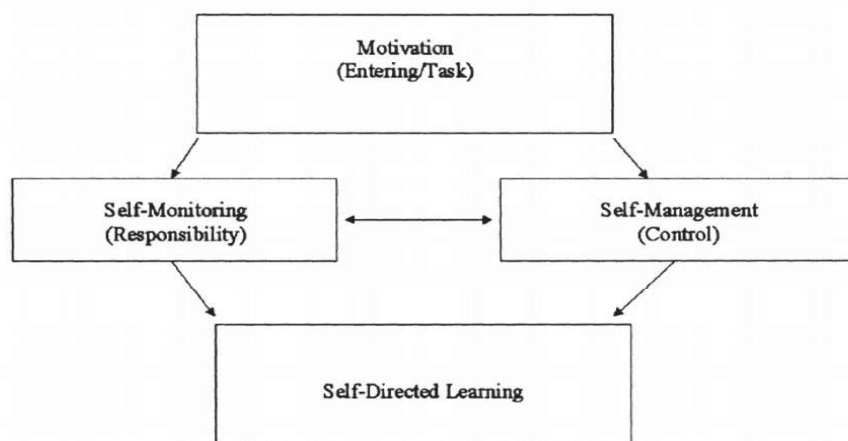 Motivation
(Entering/Task)
Self-Monitoring
(Responsibility)
Self-Management
(Control)
Self-Directed Learning